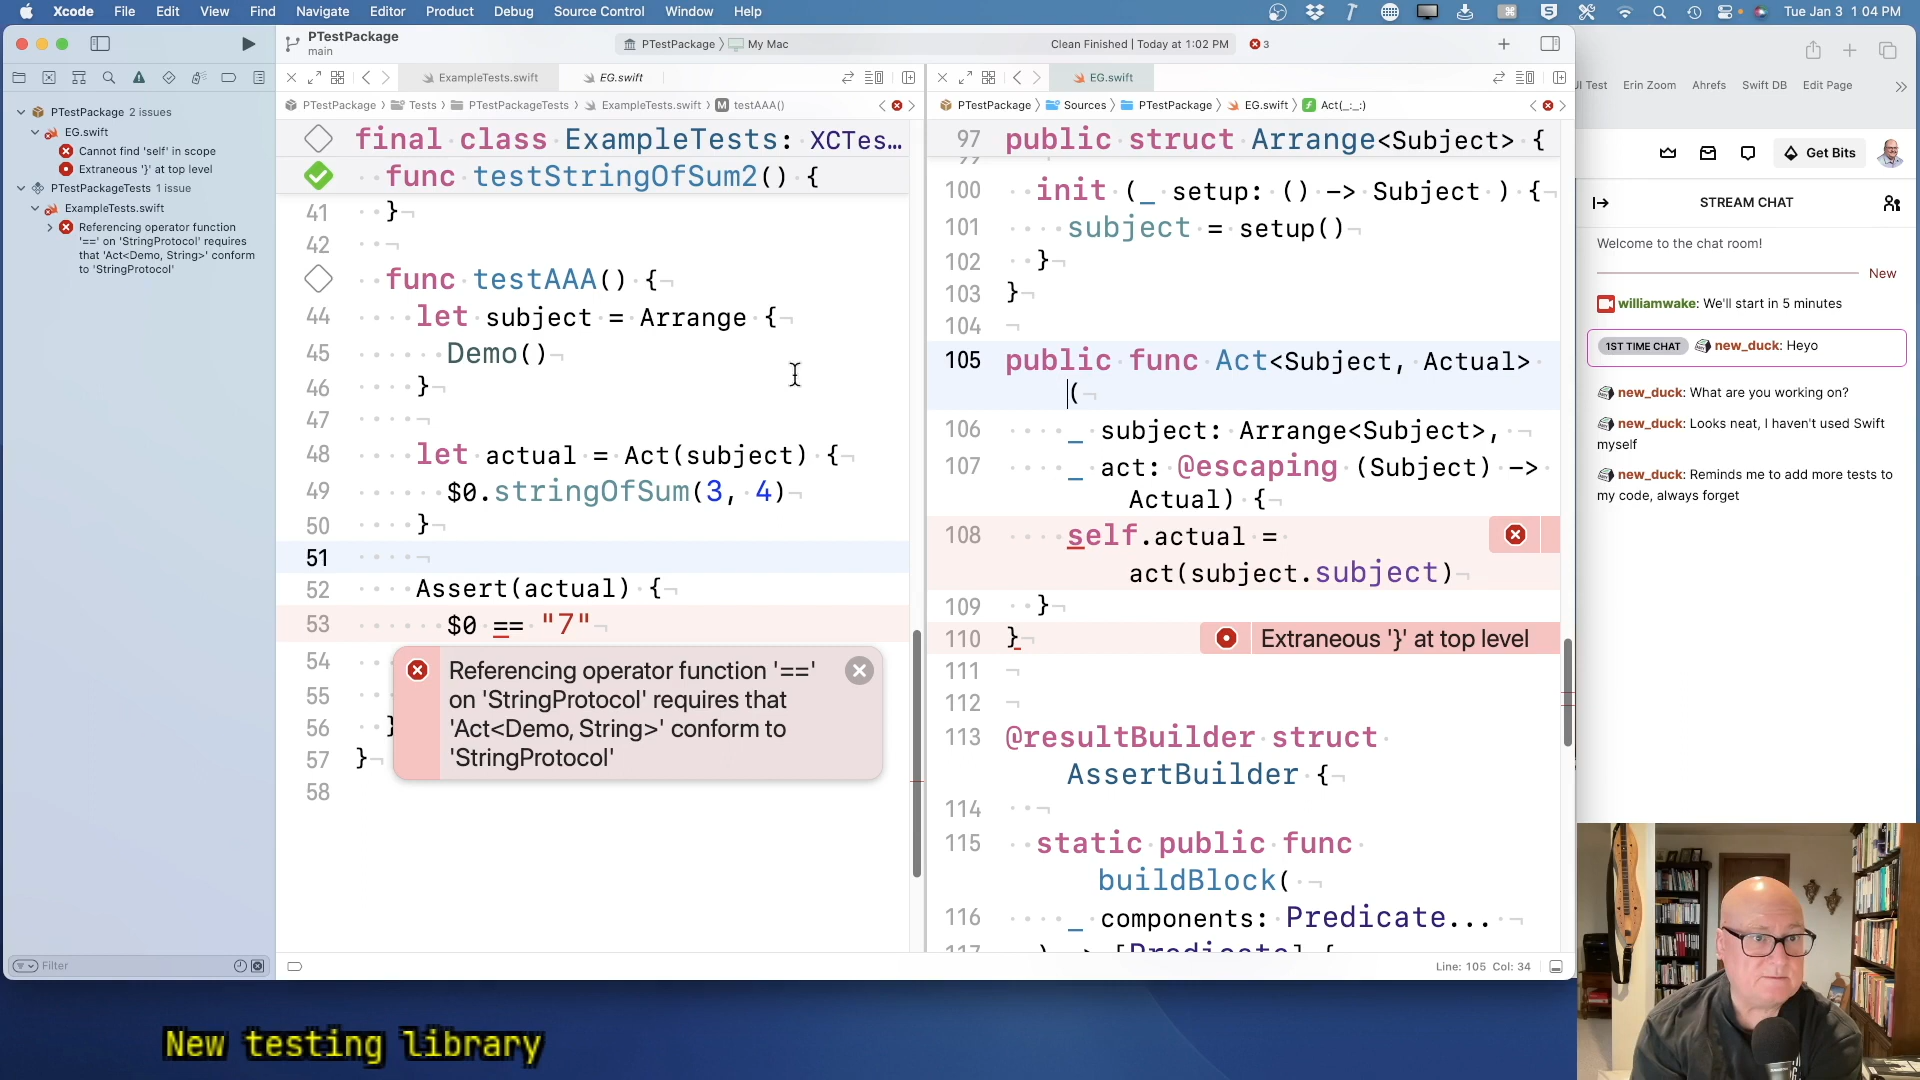 Xcode File Edit View Find Navigate Editor Product Debug Source Control Window Help
Tue Jan 3 1:04 PM
PTestPackage
main
PTestPackage My Mac
Clean Finished | Today at 1:02 PM
3
ExampleTests.swift
EG.swift
EG.swift
PTestPackage 2 issues
EG.swift
Cannot find 'self' in scope
Extraneous '}' at top level
PTestPackageTests 1 issue
ExampleTests.swift
Referencing operator function
'==' on 'StringProtocol' requires
that 'Act<Demo, String>' conform
to 'StringProtocol'
Filter
PTestPackage Tests PTestPackageTests ExampleTests.swift M testAAA()
final class ExampleTests: XCTes...
func testStringOfSum2() {
41 }
42
func testAAA() {
44 let subject = Arrange {
45 Demo()
46 }
47
48 let actual = Act(subject) {
49 $0.stringOfSum(3, 4)
50 }
51
52 Assert(actual) {
53 $0 == "7"
54
55
56 }
57 }
58
Referencing operator function '=='
on 'StringProtocol' requires that
'Act<Demo, String>' conform to
'StringProtocol'
PTestPackage Sources PTestPackage EG.swift f Act(_:_:)
97 public struct Arrange<Subject> {
99
100 init (_ setup: () -> Subject ) {
101 subject = setup()
102 }
103 }
104
105 public func Act<Subject, Actual>
(
106 _ subject: Arrange<Subject>,
107 _ act: @escaping (Subject) ->
Actual) {
108 self.actual =
act(subject.subject)
109 }
110 } Extraneous '}' at top level
111
112
113 @resultBuilder struct
AssertBuilder {
114
115 static public func
buildBlock(
116 _ components: Predicate...
117 ) -> [Predicate] {
Line: 105 Col: 34
UI Test Erin Zoom Ahrefs Swift DB Edit Page
Get Bits
STREAM CHAT
Welcome to the chat room!
New
williamwake: We'll start in 5 minutes
1ST TIME CHAT new_duck: Heyo
new_duck: What are you working on?
new_duck: Looks neat, I haven't used Swift
myself
new_duck: Reminds me to add more tests to
my code, always forget
New testing library